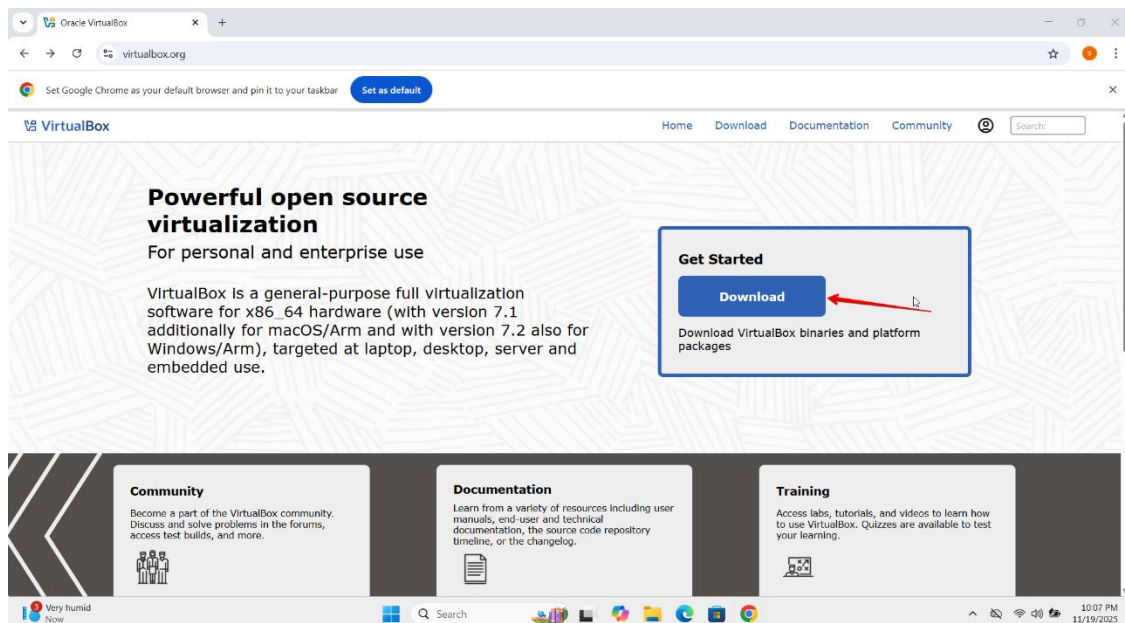 Oracle VirtualBox
virtualbox.org
S
Set Google Chrome as your default browser and pin it to your taskbar
Set as default
VirtualBox
Home
Download
Documentation
Community
Search:
Powerful open source
virtualization
For personal and enterprise use
VirtualBox is a general-purpose full virtualization
software for x86_64 hardware (with version 7.1
additionally for macOS/Arm and with version 7.2 also for
Windows/Arm), targeted at laptop, desktop, server and
embedded use.
Get Started
Download
Download VirtualBox binaries and platform
packages
Community
Become a part of the VirtualBox community.
Discuss and solve problems in the forums,
access test builds, and more.
Documentation
Learn from a variety of resources including user
manuals, end-user and technical
documentation, the source code repository
timeline, or the changelog.
Training
Access labs, tutorials, and videos to learn how
to use VirtualBox. Quizzes are available to test
your learning.
3
Very humid
Now
Search
10:07 PM
11/19/2025